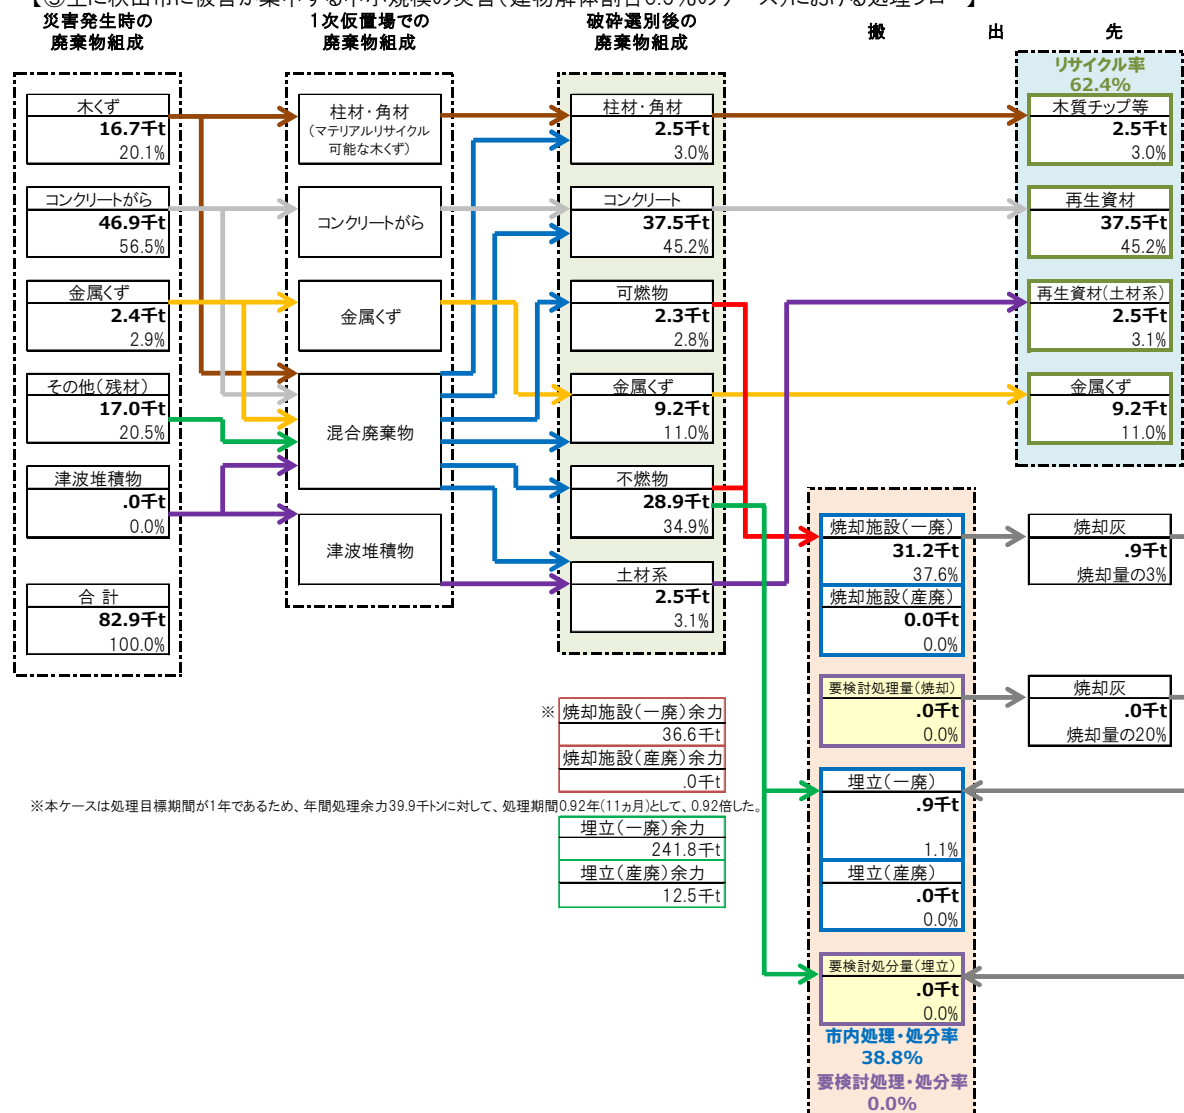 災害発生時の
廃棄物組成
1次仮置場での
廃棄物組成
破砕選別後の
廃棄物組成
搬 出 先
木くず
16.7千t
20.1%
コンクリートがら
46.9千t
56.5%
金属くず
2.4千t
2.9%
その他(残材)
17.0千t
20.5%
津波堆積物
.0千t
0.0%
合 計
82.9千t
100.0%
柱材・角材
(マテリアルリサイクル
可能な木くず)
コンクリートがら
金属くず
混合廃棄物
津波堆積物
柱材・角材
2.5千t
3.0%
コンクリート
37.5千t
45.2%
可燃物
2.3千t
2.8%
金属くず
9.2千t
11.0%
不燃物
28.9千t
34.9%
土材系
2.5千t
3.1%
リサイクル率
62.4%
木質チップ等
2.5千t
3.0%
再生資材
37.5千t
45.2%
再生資材(土材系)
2.5千t
3.1%
金属くず
9.2千t
11.0%
焼却施設(一廃)
31.2千t
37.6%
焼却施設(産廃)
0.0千t
0.0%
焼却灰
.9千t
焼却量の3%
要検討処理量(焼却)
.0千t
0.0%
焼却灰
.0千t
焼却量の20%
※ 焼却施設(一廃)余力
36.6千t
焼却施設(産廃)余力
.0千t
※本ケースは処理目標期間が1年であるため、年間処理余力39.9千トンに対して、処理期間0.92年(11ヵ月)として、0.92倍した。
埋立(一廃)余力
241.8千t
埋立(産廃)余力
12.5千t
埋立(一廃)
.9千t
1.1%
埋立(産廃)
.0千t
0.0%
要検討処分量(埋立)
.0千t
0.0%
市内処理・処分率
38.8%
要検討処理・処分率
0.0%